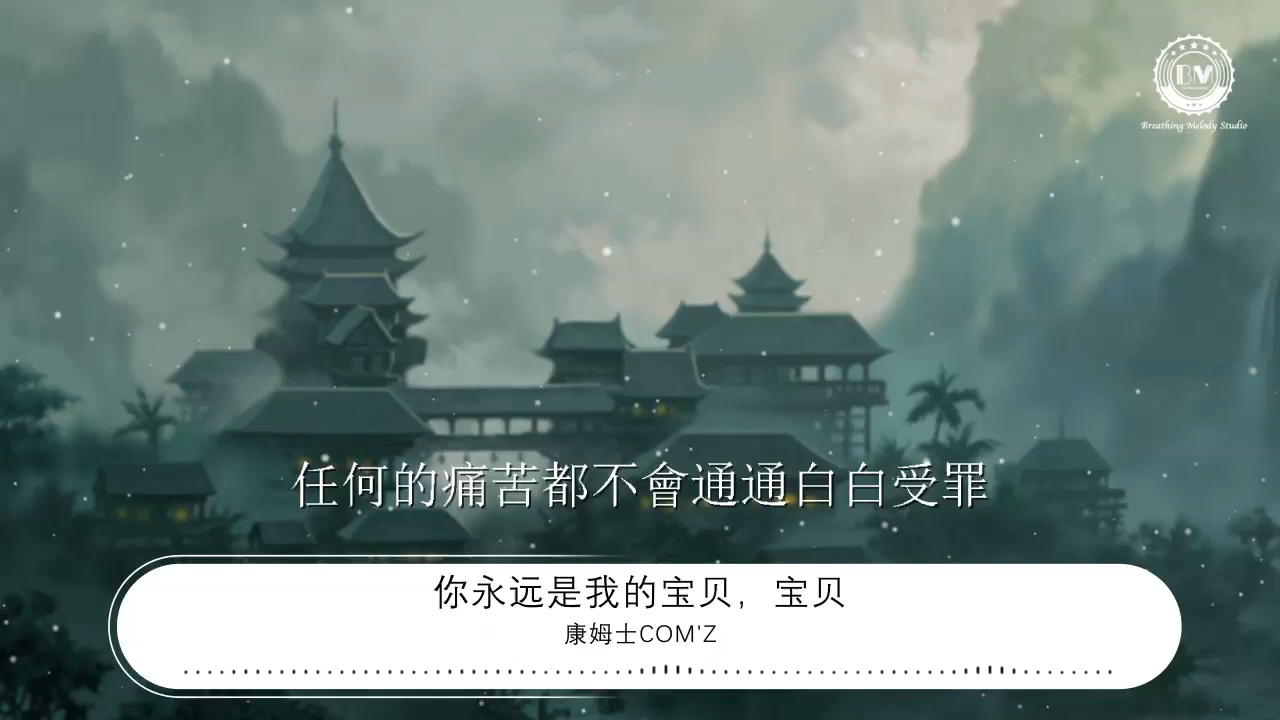 BM
Breathing Melody Studio
任何的痛苦都不會通通白白受罪
你永远是我的宝贝，宝贝
康姆士COM'Z